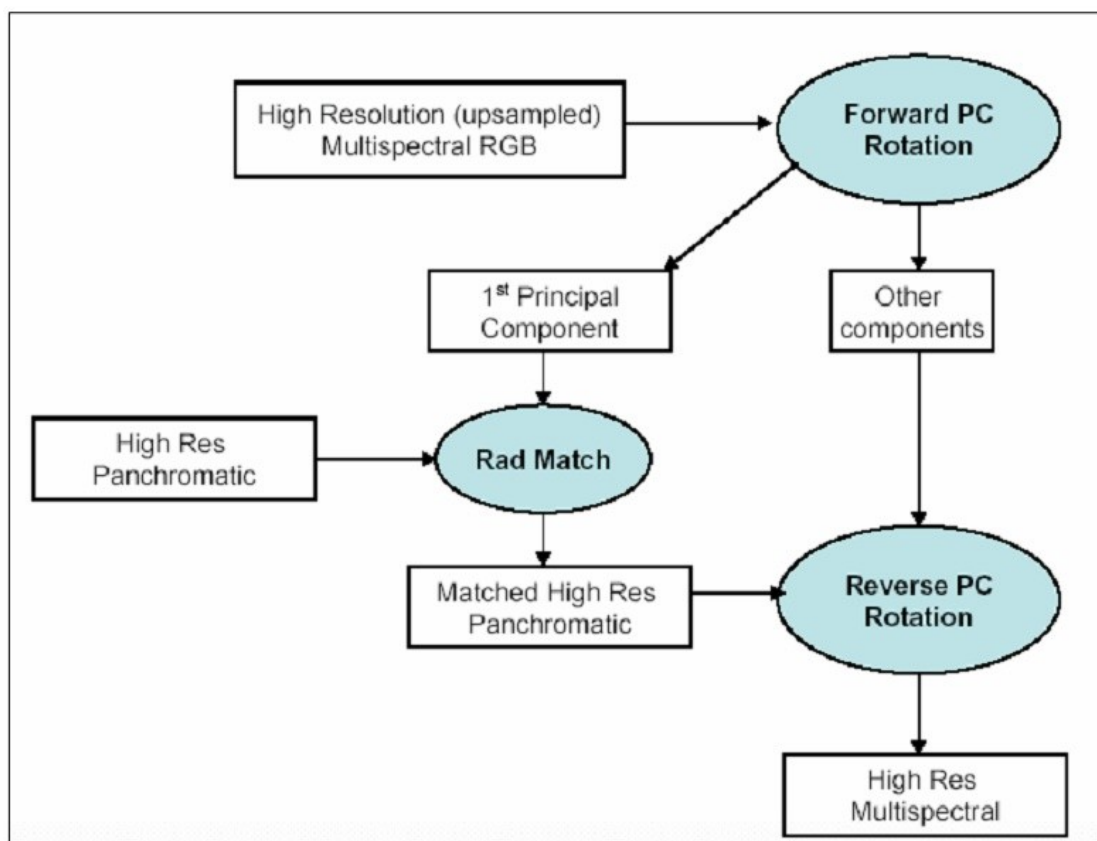 High Resolution (upsampled)
Multispectral RGB
Forward PC
Rotation
1st Principal
Component
Other
components
High Res
Panchromatic
Rad Match
Matched High Res
Panchromatic
Reverse PC
Rotation
High Res
Multispectral